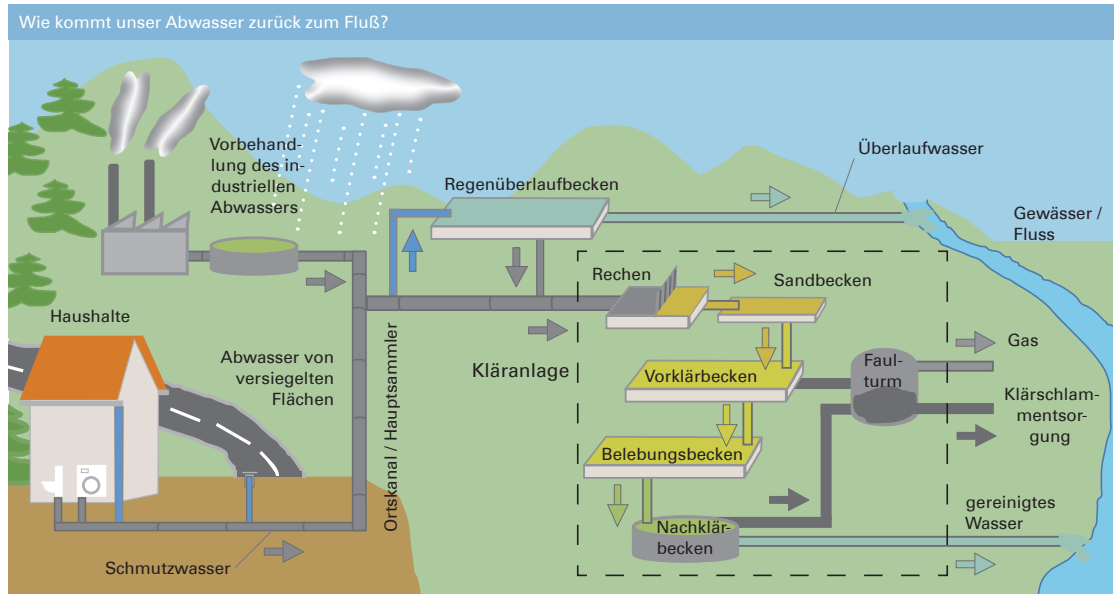 Wie kommt unser Abwasser zurück zum Fluß?
Vorbehand-
lung des in-
dustriellen
Abwassers
Regenüberlaufbecken
Überlaufwasser
Gewässer /
Fluss
Rechen
Sandbecken
Haushalte
Abwasser von
versiegelten
Flächen
Ortskanal / Hauptsammler
Kläranlage
Vorklärbecken
Faul-
turm
Gas
Klärschlam-
mentsor-
gung
Belebungsbecken
Nachklär-
becken
gereinigtes
Wasser
Schmutzwasser